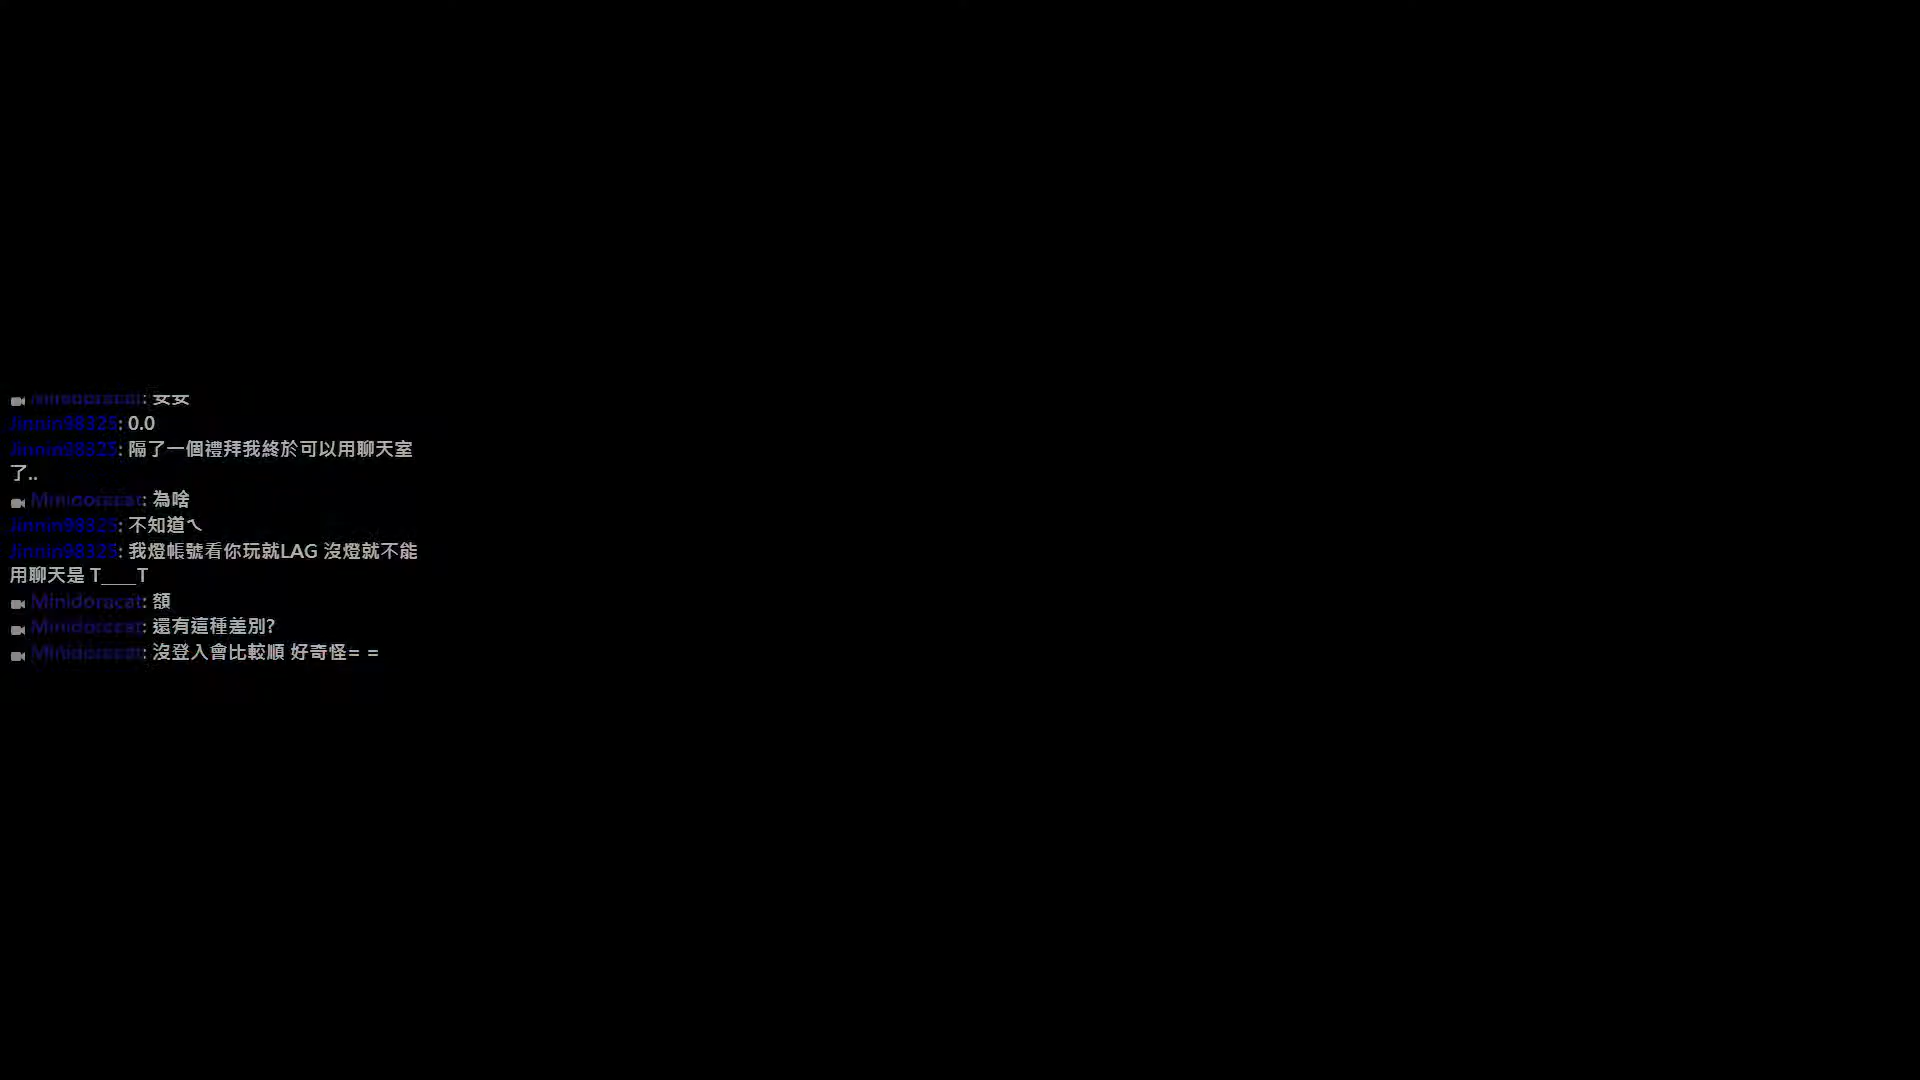 : 安安
Jinnin98325: 0.0
Jinnin98325: 隔了一個禮拜我終於可以用聊天室
了..
Minidoracat: 為啥
Jinnin98325: 不知道ㄟ
Jinnin98325: 我燈帳號看你玩就LAG 沒燈就不能
用聊天是 T___T
Minidoracat: 額
Minidoracat: 還有這種差別?
Minidoracat: 沒登入會比較順 好奇怪= =